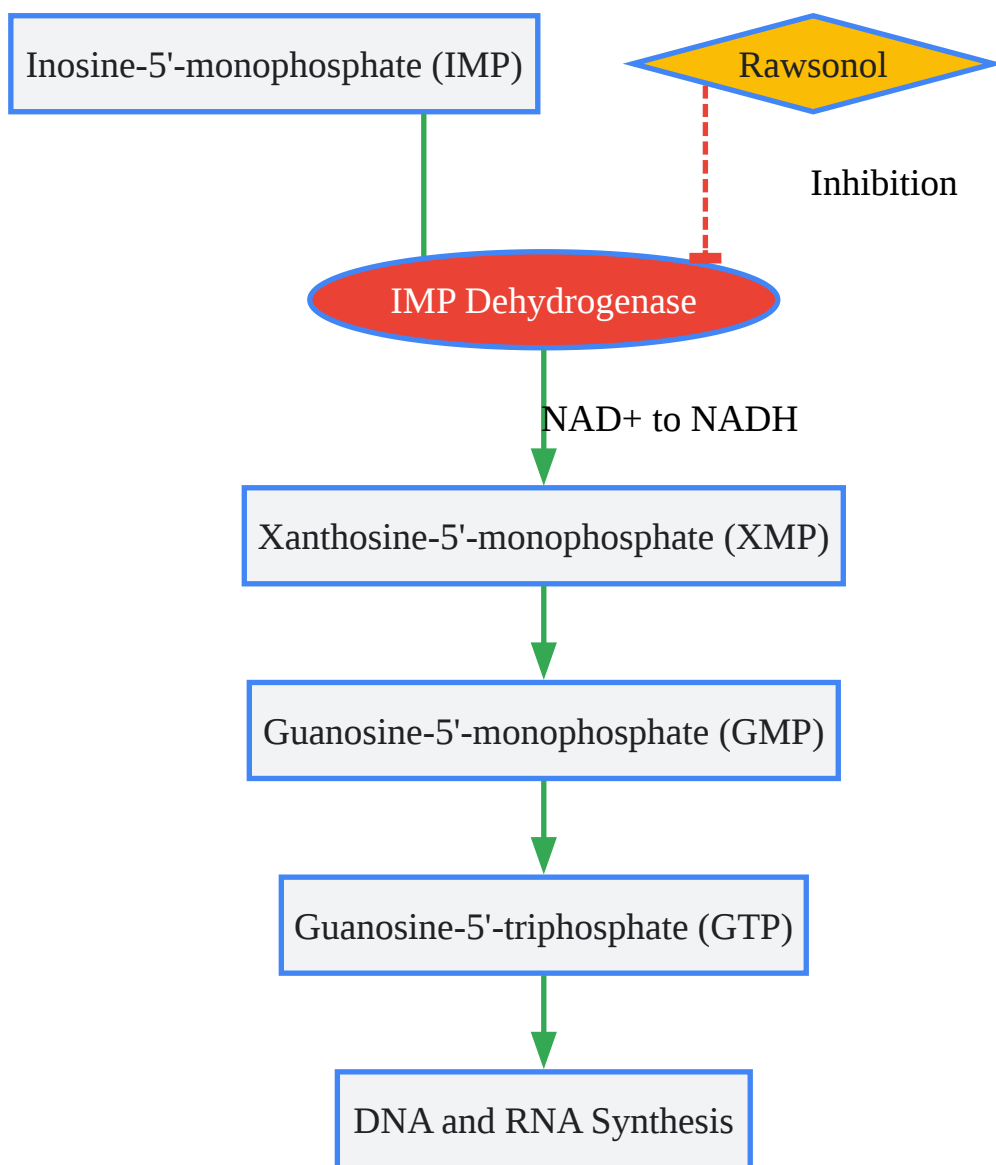 Inosine-5'-monophosphate (IMP)
Rawsonol
Inhibition
IMP Dehydrogenase
NAD+ to NADH
Xanthosine-5'-monophosphate (XMP)
Guanosine-5'-monophosphate (GMP)
Guanosine-5'-triphosphate (GTP)
DNA and RNA Synthesis